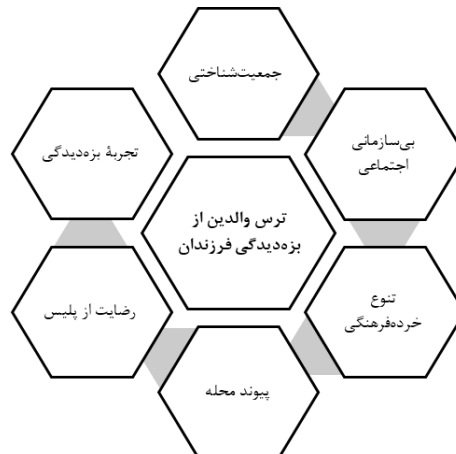 جمعیت‌شناختی
بی‌سازمانی
اجتماعی
تنوع
خرده‌فرهنگی
پیوند محله
رضایت از پلیس
تجربۀ بزه‌دیدگی
ترس والدین از
بزه‌دیدگی فرزندان